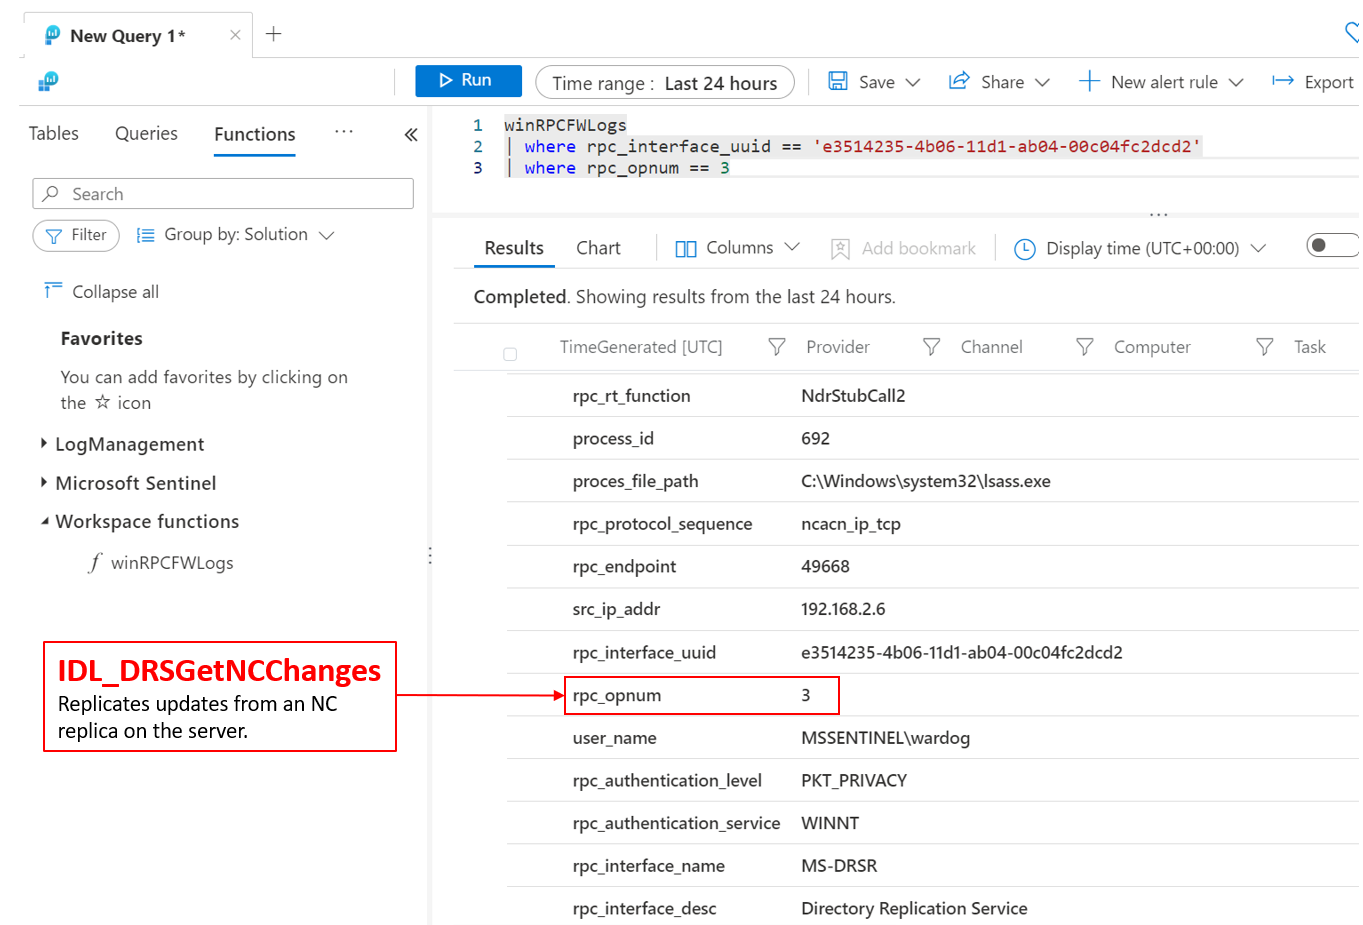 New Query 1*
Run
Time range : Last 24 hours
Save
Share
New alert rule
Export
Tables Queries Functions ...
1 winRPCFWLogs
2 | where rpc_interface_uuid == 'e3514235-4b06-11d1-ab04-00c04fc2dcd2'
3 | where rpc_opnum == 3
Search
Filter
Group by: Solution
Collapse all
Favorites
You can add favorites by clicking on
the ☆ icon
LogManagement
Microsoft Sentinel
Workspace functions
f winRPCFWLogs
IDL_DRSGetNCChanges
Replicates updates from an NC
replica on the server.
Results Chart Columns Add bookmark Display time (UTC+00:00)
Completed. Showing results from the last 24 hours.
TimeGenerated [UTC] Provider Channel Computer Task
rpc_rt_function NdrStubCall2
process_id 692
proces_file_path C:\Windows\system32\lsass.exe
rpc_protocol_sequence ncacn_ip_tcp
rpc_endpoint 49668
src_ip_addr 192.168.2.6
rpc_interface_uuid e3514235-4b06-11d1-ab04-00c04fc2dcd2
rpc_opnum 3
user_name MSSENTINEL\wardog
rpc_authentication_level PKT_PRIVACY
rpc_authentication_service WINNT
rpc_interface_name MS-DRSR
rpc_interface_desc Directory Replication Service